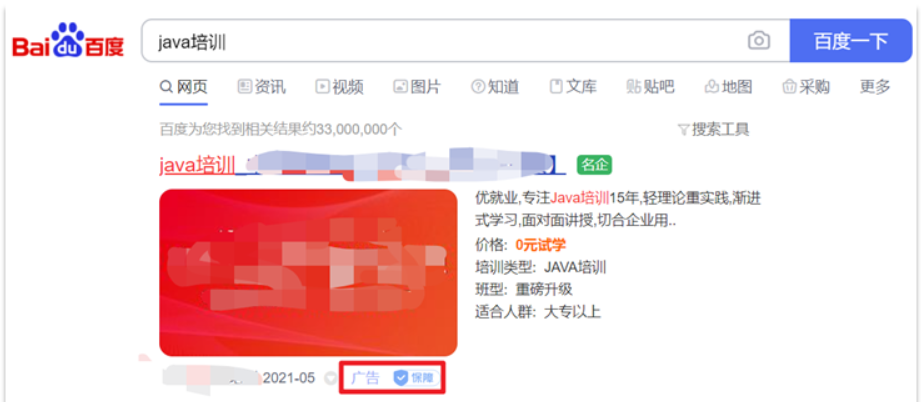 Bai du 百度
java培训
百度一下
网页 资讯 视频 图片 知道 文库 贴吧 地图 采购 更多
百度为您找到相关结果约33,000,000个
搜索工具
java培训
名企
优就业,专注Java培训15年,轻理论重实践,渐进
式学习,面对面讲授,切合企业用..
价格: 0元试学
培训类型: JAVA培训
班型: 重磅升级
适合人群: 大专以上
2021-05 广告 保障